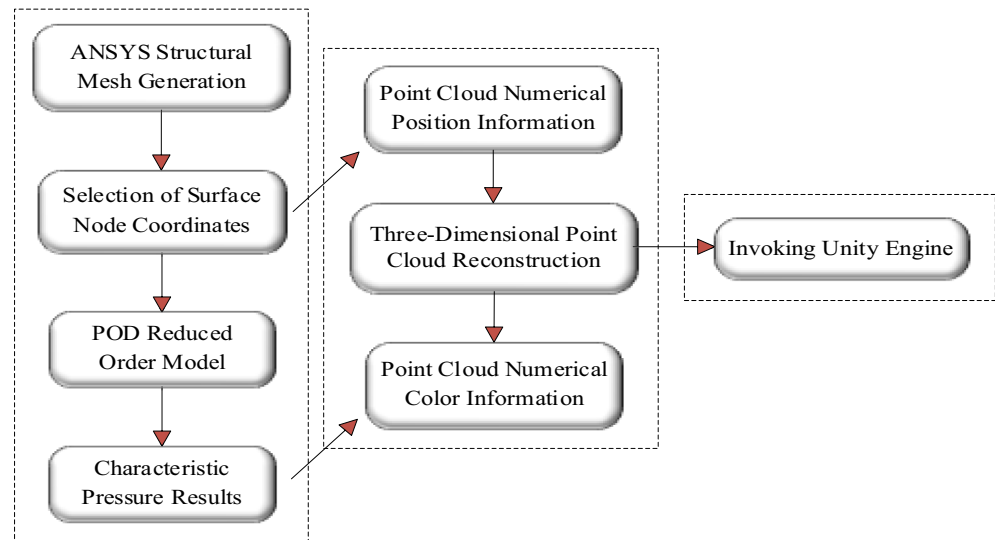 ANSYS Structural
Mesh Generation
Selection of Surface
Node Coordinates
POD Reduced
Order Model
Characteristic
Pressure Results
Point Cloud Numerical
Position Information
Three-Dimensional Point
Cloud Reconstruction
Point Cloud Numerical
Color Information
Invoking Unity Engine